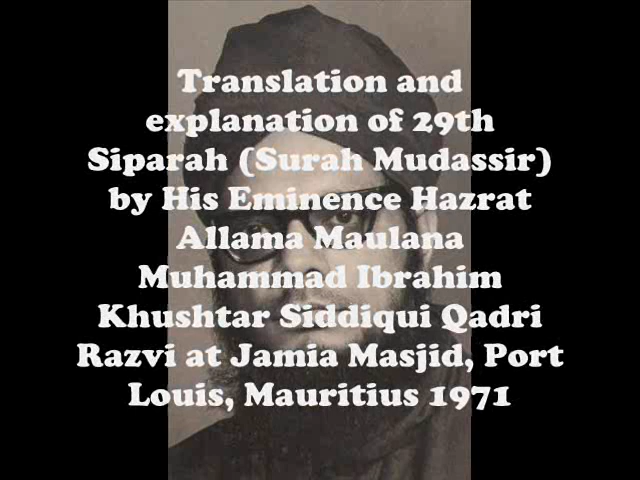 Translation and
explanation of 29th
Siparah (Surah Mudassir)
by His Eminence Hazrat
Allama Maulana
Muhammad Ibrahim
Khushtar Siddiqui Qadri
Razvi at Jamia Masjid, Port
Louis, Mauritius 1971